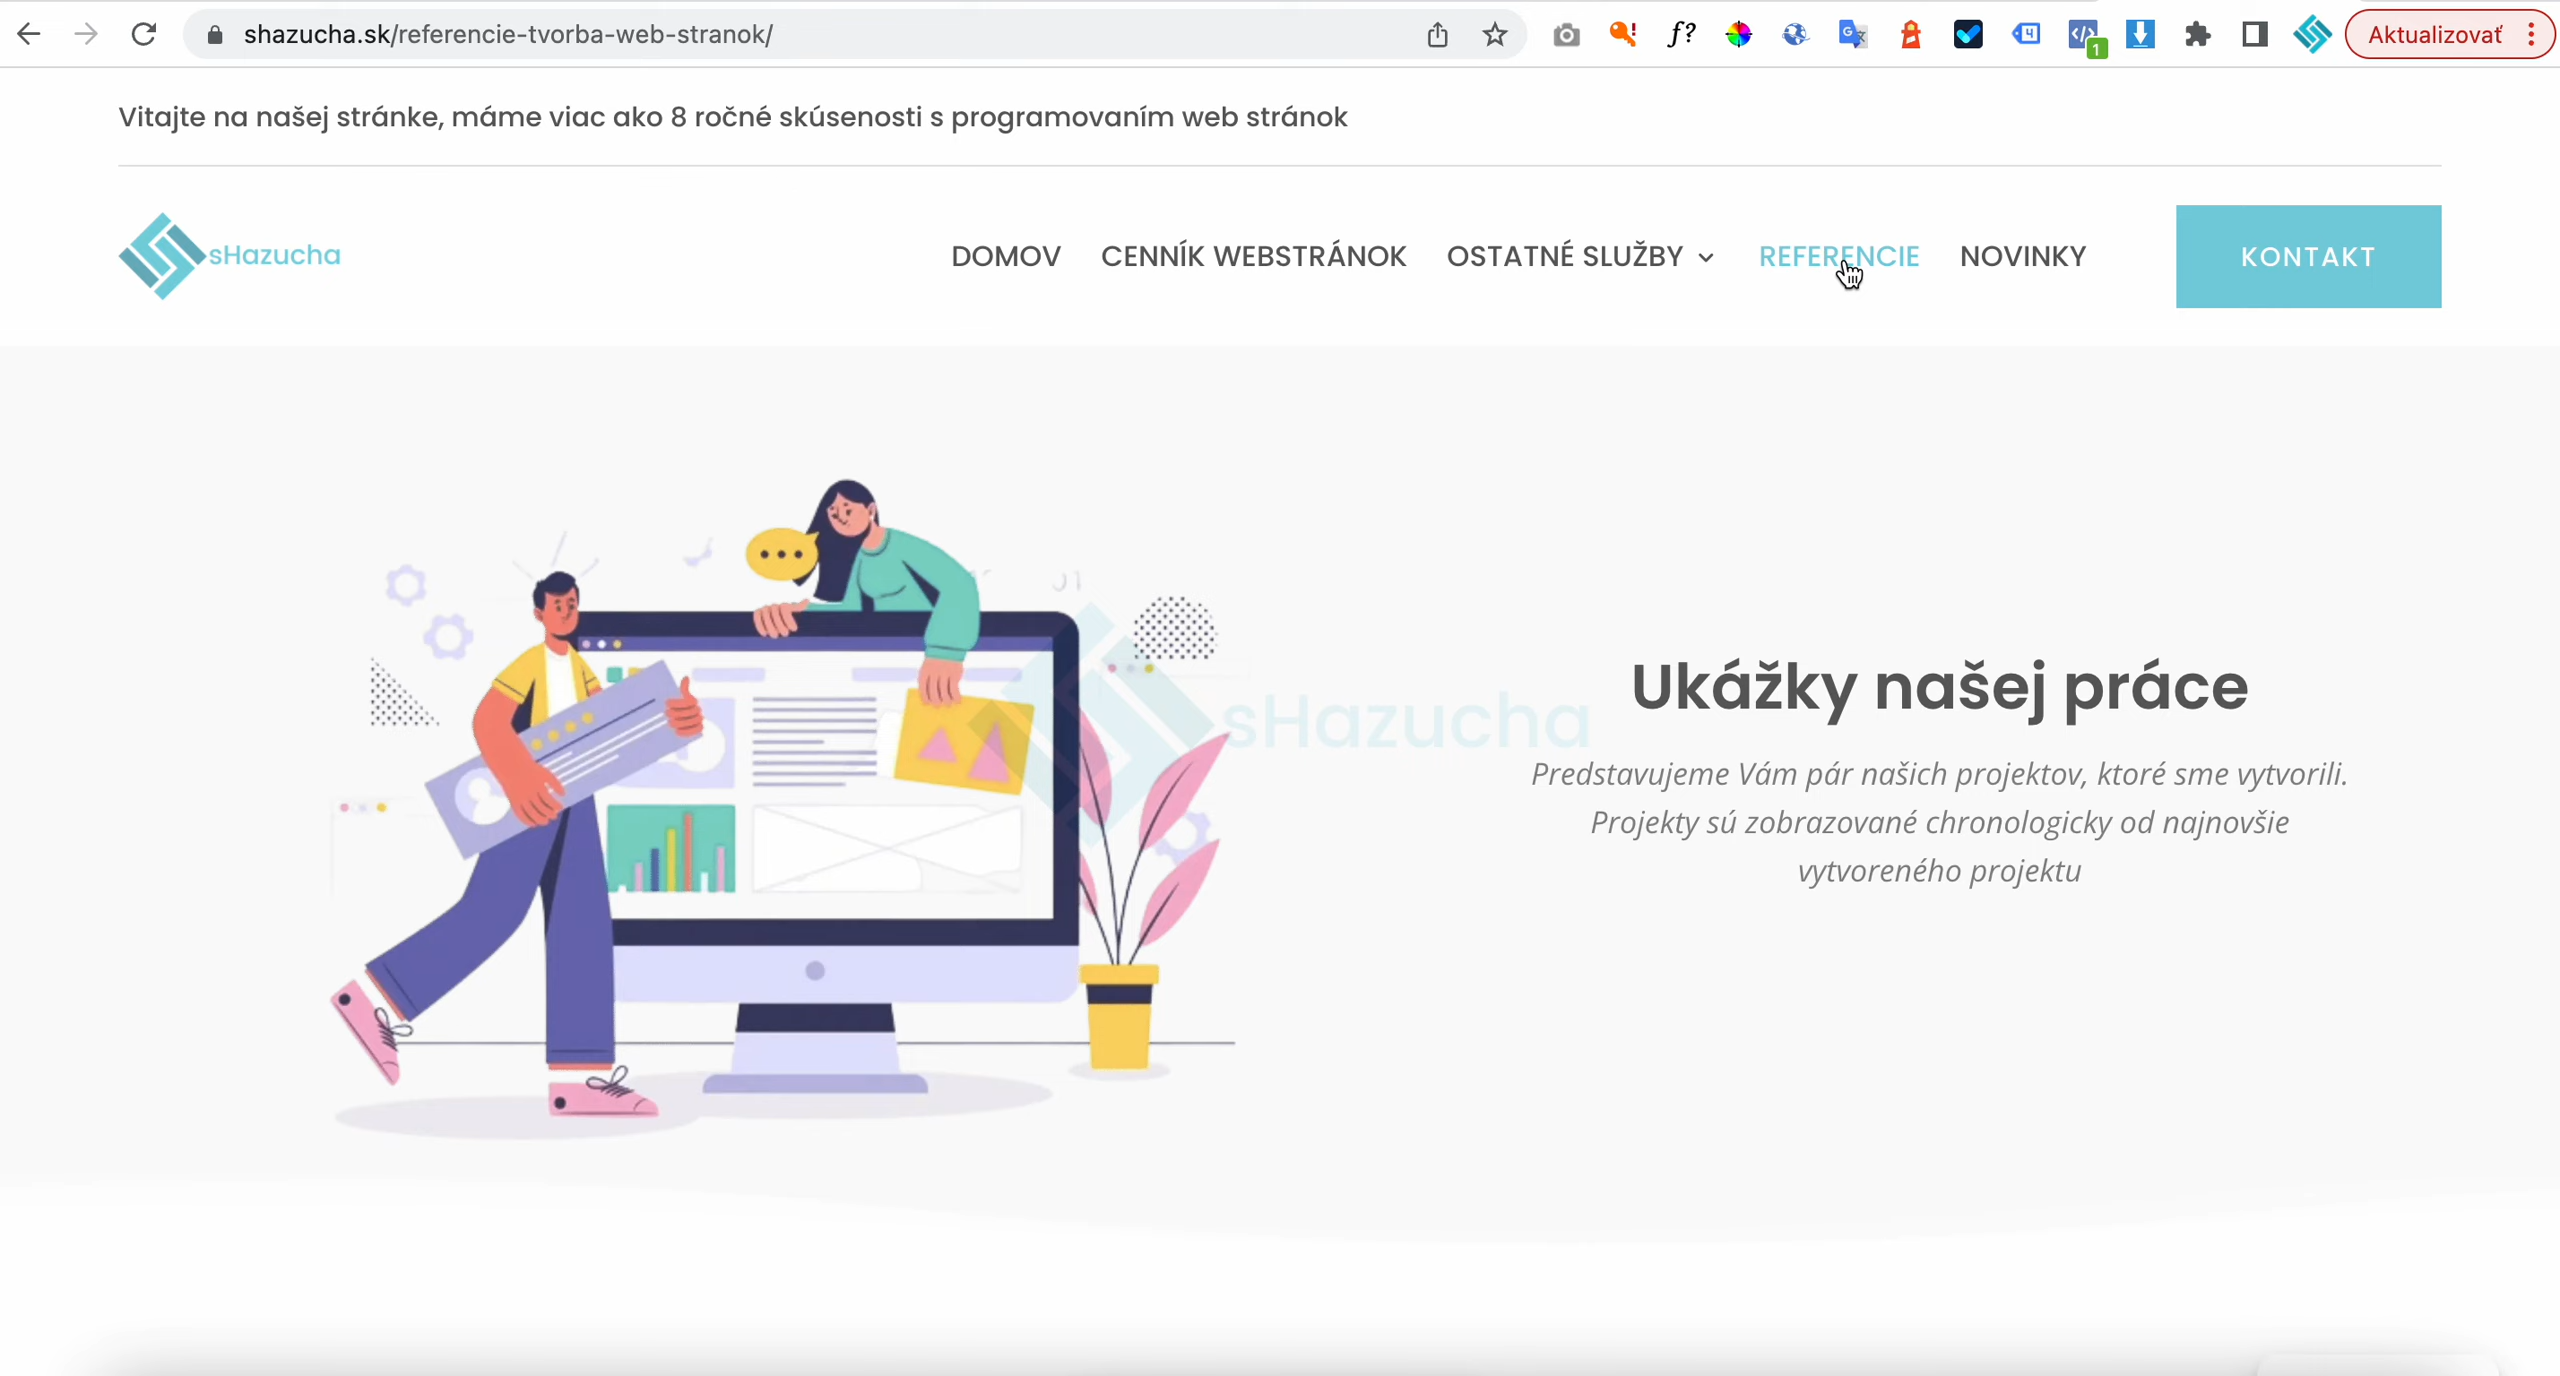 shazucha.sk/referencie-tvorba-web-stranok/
f?
4
1
Aktualizovať
Vitajte na našej stránke, máme viac ako 8 ročné skúsenosti s programovaním web stránok
sHazucha
DOMOV
CENNÍK WEBSTRÁNOK
OSTATNÉ SLUŽBY
REFERENCIE
NOVINKY
KONTAKT
sHazucha
Ukážky našej práce
Predstavujeme Vám pár našich projektov, ktoré sme vytvorili.
Projekty sú zobrazované chronologicky od najnovšie
vytvoreného projektu